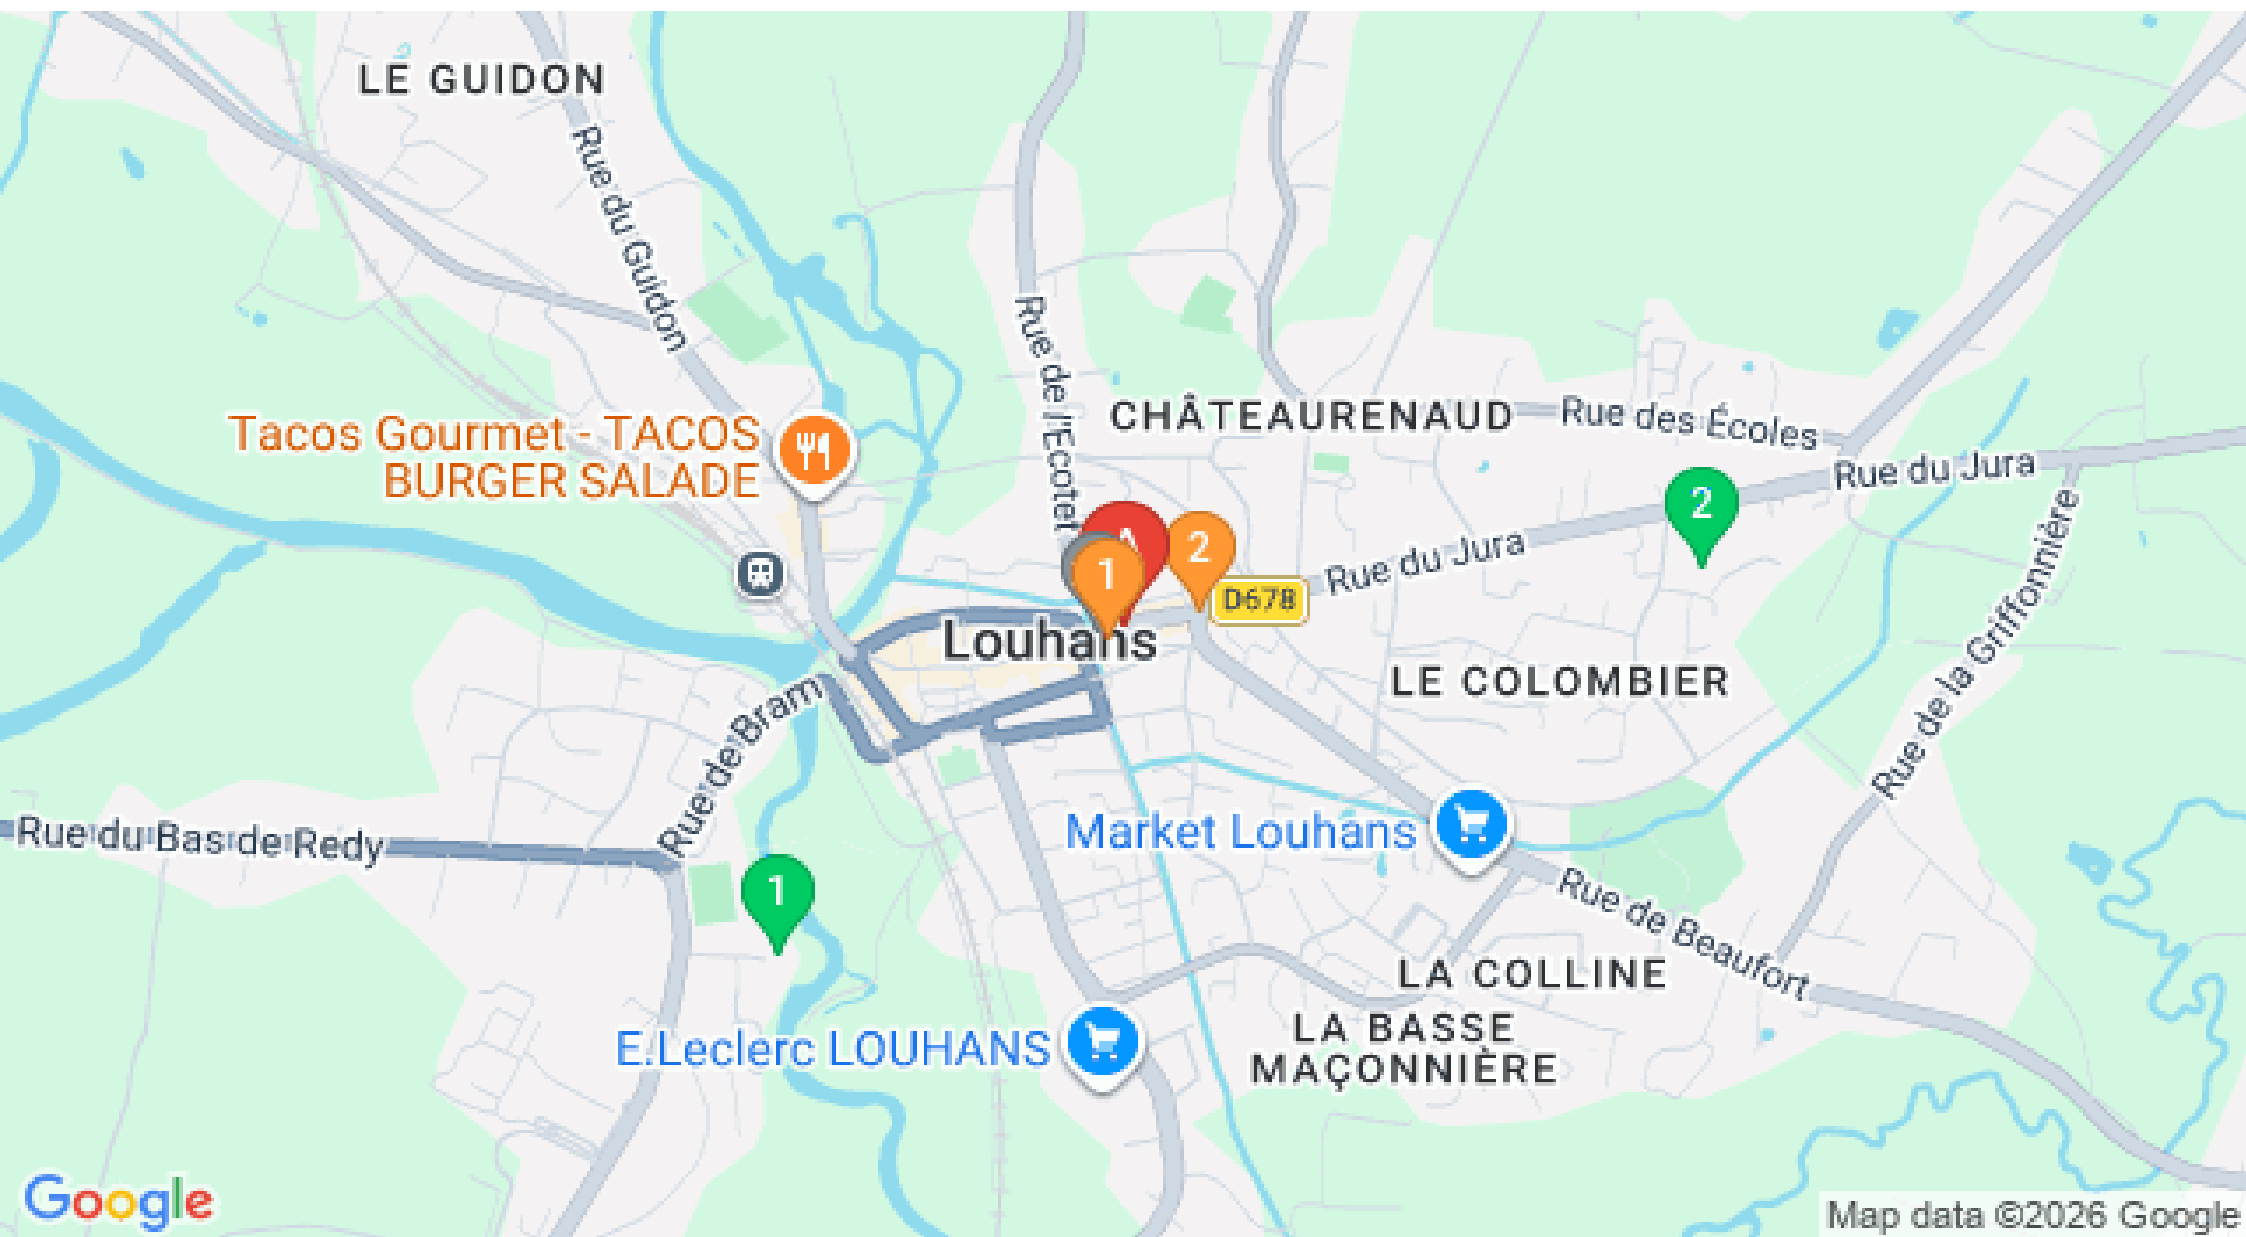 LE GUIDON
Rue du Guidon
Rue de l'Ecotet
CHÂTEAURENAUD
Rue des Écoles
Tacos Gourmet - TACOS
BURGER SALADE
Rue du Jura
2
A
1
2
D678
Rue du Jura
Louhans
Rue de la Griffonnière
LE COLOMBIER
Rue de Bram
Rue du Bas de Redy
Market Louhans
1
Rue de Beaufort
LA COLLINE
E.Leclerc LOUHANS
LA BASSE
MAÇONNIÈRE
Google
Map data ©2026 Google